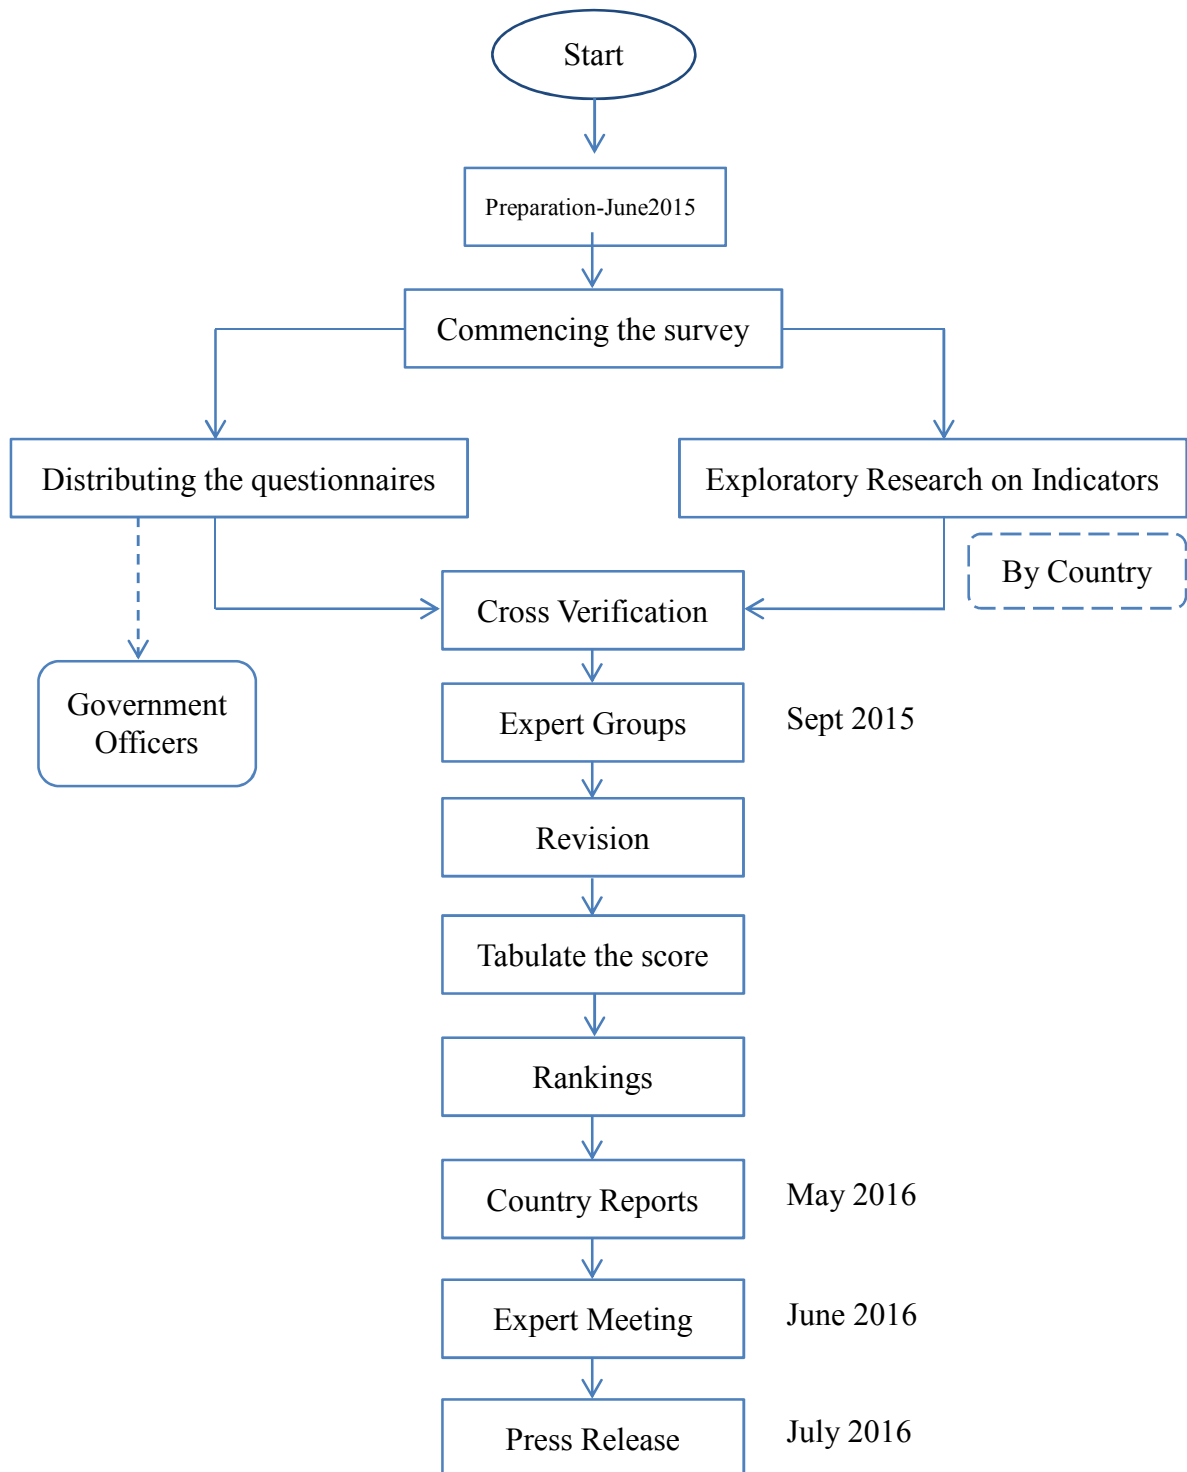 Start
Preparation-June2015
Commencing the survey
Distributing the questionnaires
Exploratory Research on Indicators
By Country
Cross Verification
Government
Officers
Expert Groups
Sept 2015
Revision
Tabulate the score
Rankings
Country Reports
May 2016
Expert Meeting
June 2016
Press Release
July 2016